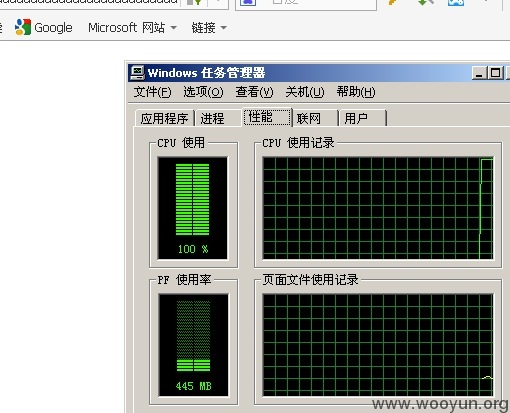 aaaaaaaaaaaaaaaaaaaaaaaaaa
Google Microsoft 网站 链接
Windows 任务管理器
文件(F) 选项(O) 查看(V) 关机(U) 帮助(H)
应用程序 进程 性能 联网 用户
CPU 使用 CPU 使用记录
100 %
PF 使用率 页面文件使用记录
445 MB
www.wooyun.org